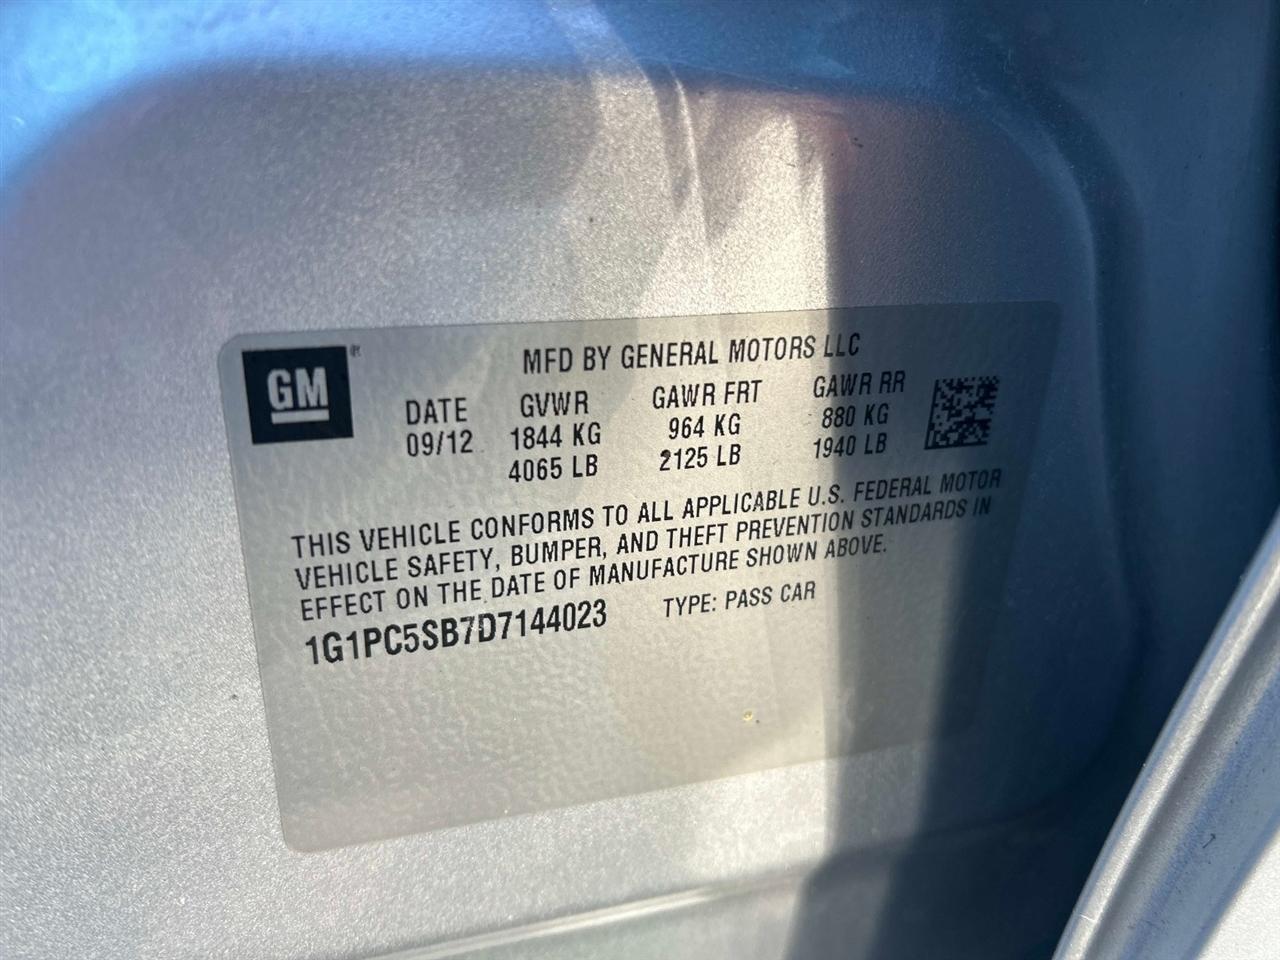 GM ®
MFD BY GENERAL MOTORS LLC
DATE GVWR GAWR FRT GAWR RR
09/12 1844 KG 964 KG 880 KG
4065 LB 2125 LB 1940 LB
THIS VEHICLE CONFORMS TO ALL APPLICABLE U.S. FEDERAL MOTOR
VEHICLE SAFETY, BUMPER, AND THEFT PREVENTION STANDARDS IN
EFFECT ON THE DATE OF MANUFACTURE SHOWN ABOVE.
1G1PC5SB7D7144023 TYPE: PASS CAR